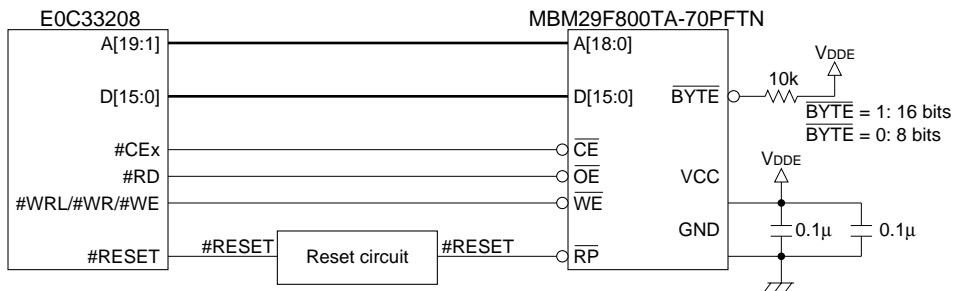 E0C33208 MBM29F800TA-70PFTN
A[19:1] A[18:0]
VDDE
10k
D[15:0] D[15:0] BYTE
BYTE = 1: 16 bits
BYTE = 0: 8 bits
#CEx CE
VDDE
#RD OE VCC
#WRL/#WR/#WE WE
GND 0.1μ 0.1μ
#RESET #RESET Reset circuit #RESET RP